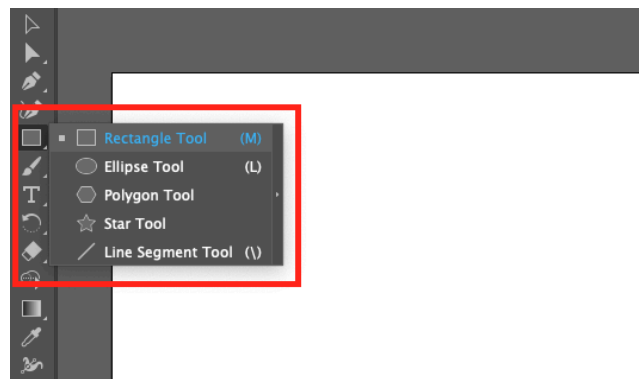 Rectangle Tool (M)
Ellipse Tool (L)
Polygon Tool
Star Tool
Line Segment Tool (\)